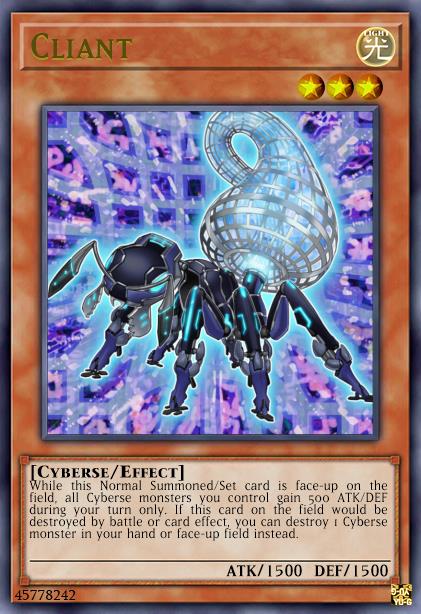 Cliant
LIGHT
光
[Cyberse/Effect]
While this Normal Summoned/Set card is face-up on the
field, all Cyberse monsters you control gain 500 ATK/DEF
during your turn only. If this card on the field would be
destroyed by battle or card effect, you can destroy 1 Cyberse
monster in your hand or face-up field instead.
ATK/1500 DEF/1500
45778242